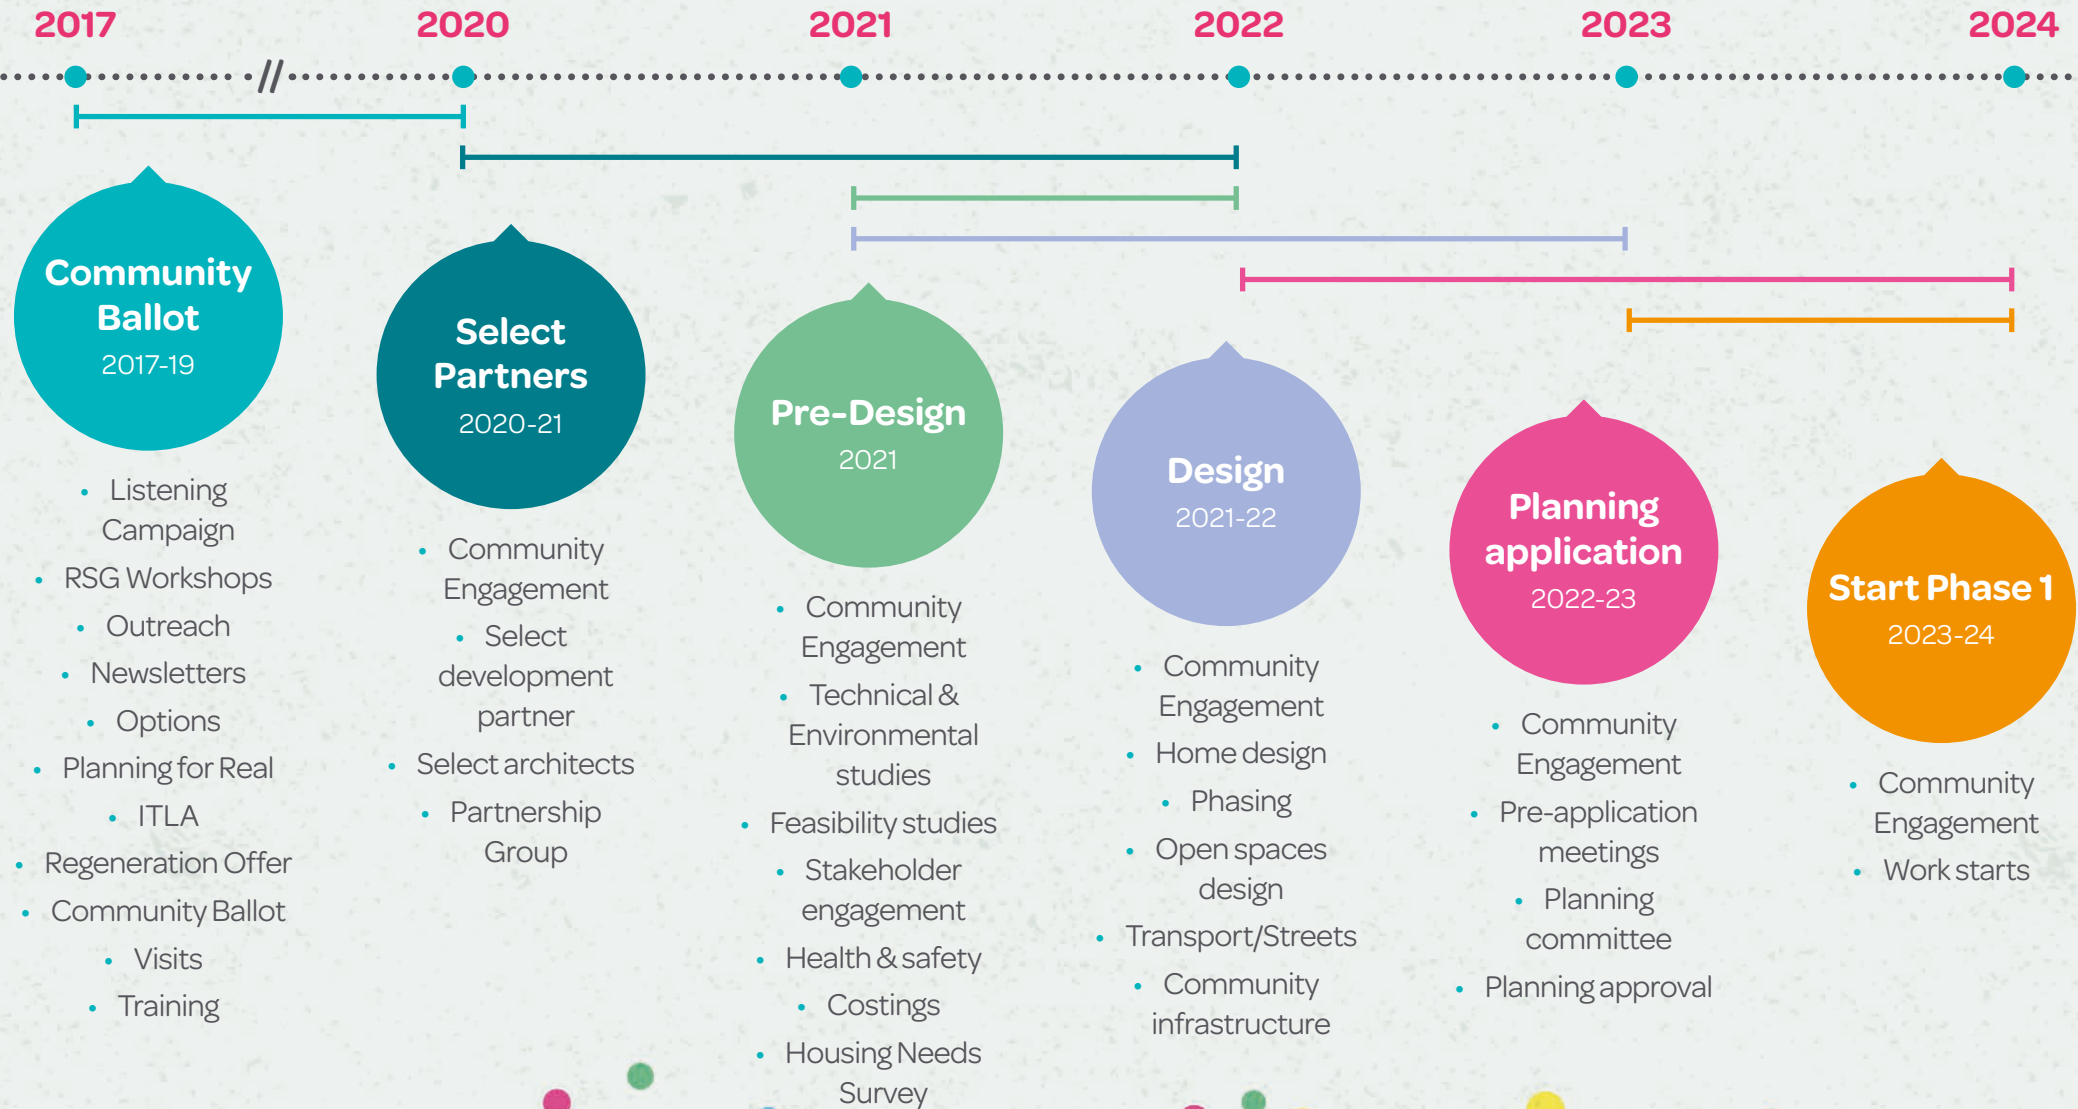 2017
2020
2021
2022
2023
2024
Community
Ballot
2017-19
• Listening
Campaign
• RSG Workshops
• Outreach
• Newsletters
• Options
• Planning for Real
• ITLA
• Regeneration Offer
• Community Ballot
• Visits
• Training
Select
Partners
2020-21
• Community
Engagement
• Select
development
partner
• Select architects
• Partnership
Group
Pre-Design
2021
• Community
Engagement
• Technical &
Environmental
studies
• Feasibility studies
• Stakeholder
engagement
• Health & safety
• Costings
• Housing Needs
Survey
Design
2021-22
• Community
Engagement
• Home design
• Phasing
• Open spaces
design
• Transport/Streets
• Community
infrastructure
Planning
application
2022-23
• Community
Engagement
• Pre-application
meetings
• Planning
committee
• Planning approval
Start Phase 1
2023-24
• Community
Engagement
• Work starts